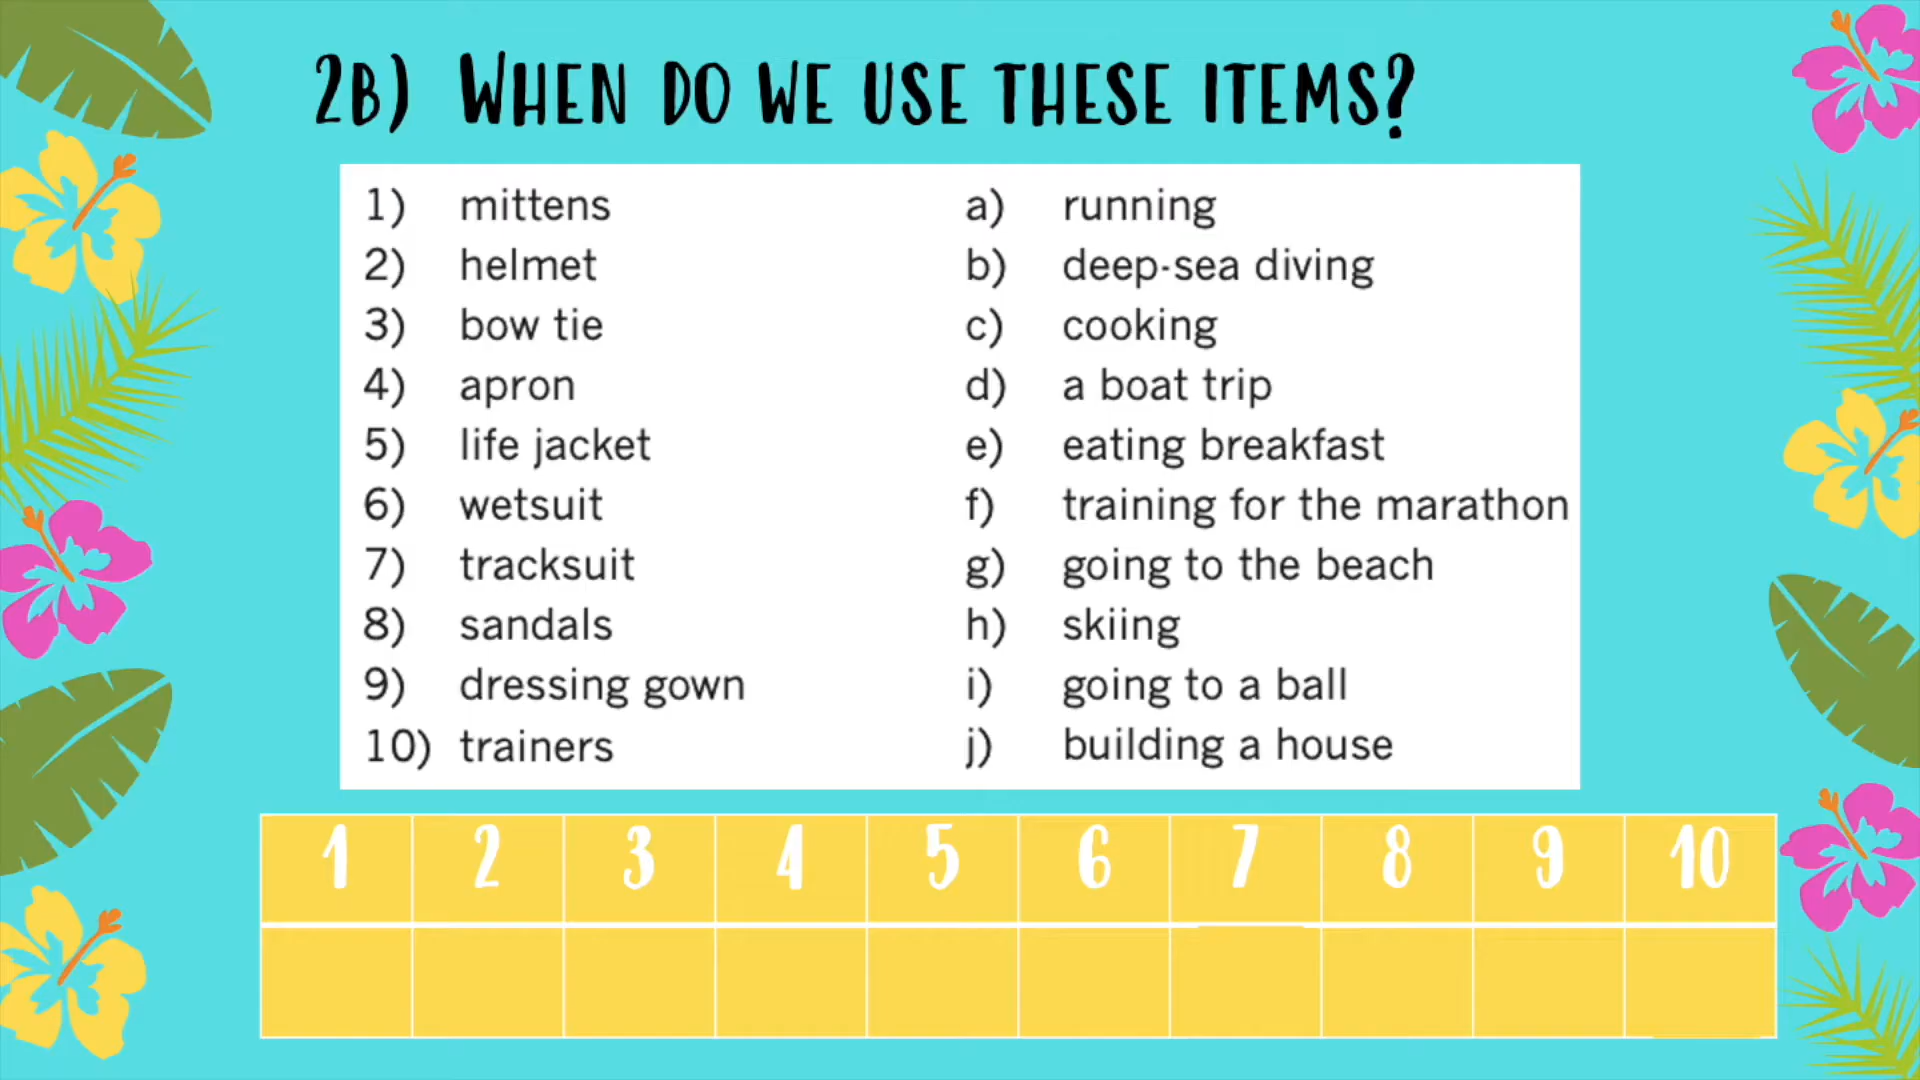 2B) WHEN DO WE USE THESE ITEMS?
1) mittens a) running
2) helmet b) deep-sea diving
3) bow tie c) cooking
4) apron d) a boat trip
5) life jacket e) eating breakfast
6) wetsuit f) training for the marathon
7) tracksuit g) going to the beach
8) sandals h) skiing
9) dressing gown i) going to a ball
10) trainers j) building a house
1 2 3 4 5 6 7 8 9 10